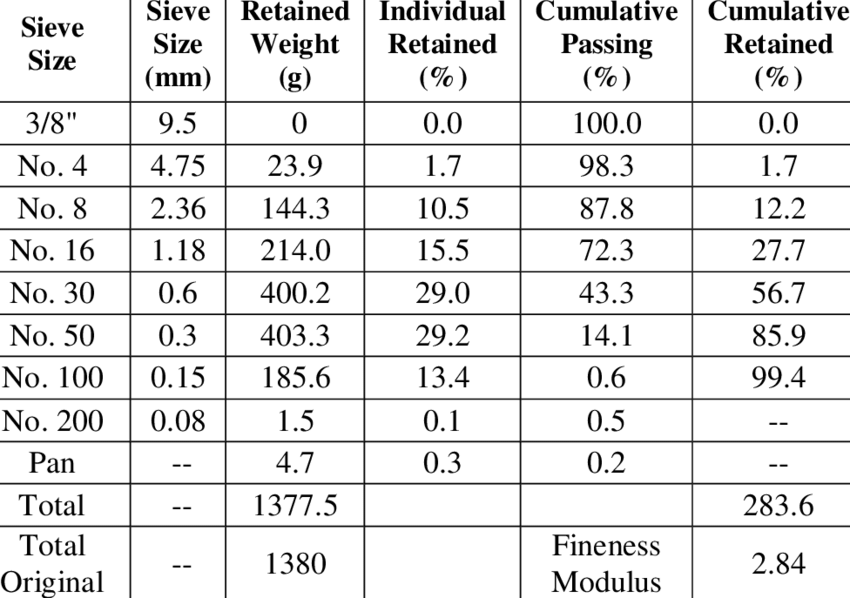 Sieve Size | Sieve Size (mm) | Retained Weight (g) | Individual Retained (%) | Cumulative Passing (%) | Cumulative Retained (%)
3/8" | 9.5 | 0 | 0.0 | 100.0 | 0.0
No. 4 | 4.75 | 23.9 | 1.7 | 98.3 | 1.7
No. 8 | 2.36 | 144.3 | 10.5 | 87.8 | 12.2
No. 16 | 1.18 | 214.0 | 15.5 | 72.3 | 27.7
No. 30 | 0.6 | 400.2 | 29.0 | 43.3 | 56.7
No. 50 | 0.3 | 403.3 | 29.2 | 14.1 | 85.9
No. 100 | 0.15 | 185.6 | 13.4 | 0.6 | 99.4
No. 200 | 0.08 | 1.5 | 0.1 | 0.5 | --
Pan | -- | 4.7 | 0.3 | 0.2 | --
Total | -- | 1377.5 | | | 283.6
Total Original | -- | 1380 | | Fineness Modulus | 2.84